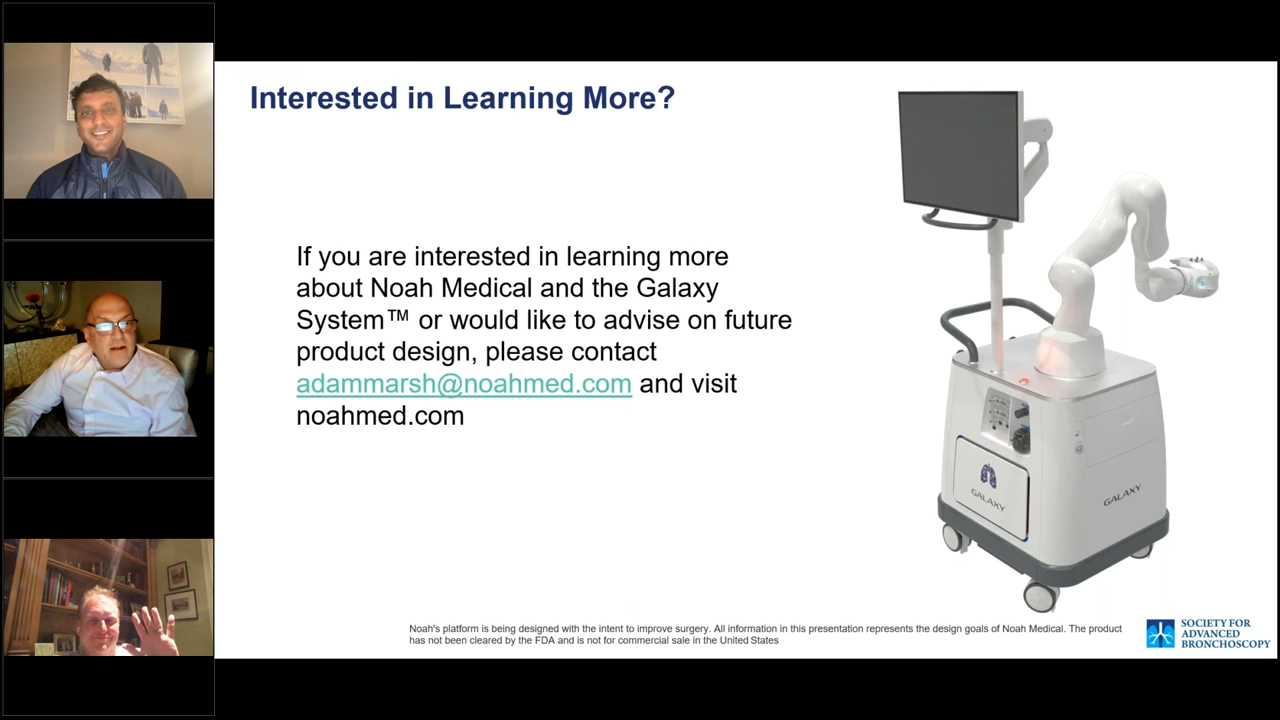 Interested in Learning More?
If you are interested in learning more
about Noah Medical and the Galaxy
System™ or would like to advise on future
product design, please contact
adammarsh@noahmed.com and visit
noahmed.com
GALAXY
GALAXY
Noah's platform is being designed with the intent to improve surgery. All information in this presentation represents the design goals of Noah Medical. The product
has not been cleared by the FDA and is not for commercial sale in the United States
SOCIETY FOR
ADVANCED
BRONCHOSCOPY